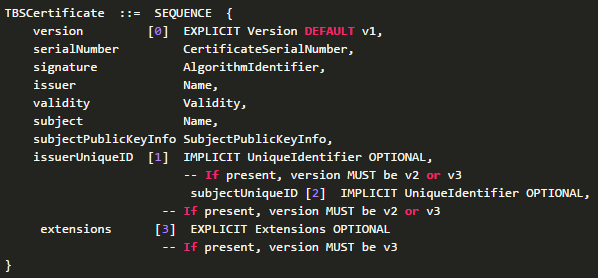 TBSCertificate  ::=  SEQUENCE  {
    version         [0]  EXPLICIT Version DEFAULT v1,
    serialNumber         CertificateSerialNumber,
    signature            AlgorithmIdentifier,
    issuer               Name,
    validity             Validity,
    subject              Name,
    subjectPublicKeyInfo SubjectPublicKeyInfo,
    issuerUniqueID  [1]  IMPLICIT UniqueIdentifier OPTIONAL,
                         -- If present, version MUST be v2 or v3
                          subjectUniqueID [2]  IMPLICIT UniqueIdentifier OPTIONAL,
                      -- If present, version MUST be v2 or v3
     extensions      [3]  EXPLICIT Extensions OPTIONAL
                      -- If present, version MUST be v3
}